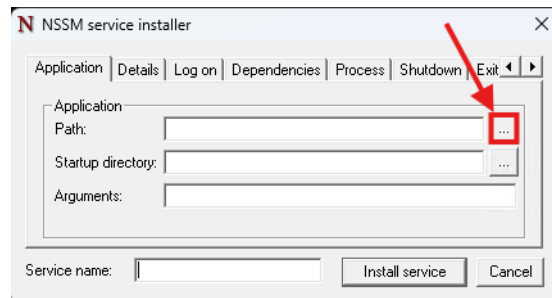 N NSSM service installer
Application Details Log on Dependencies Process Shutdown Exit
Application
Path: ...
Startup directory: ...
Arguments:
Service name: Install service Cancel